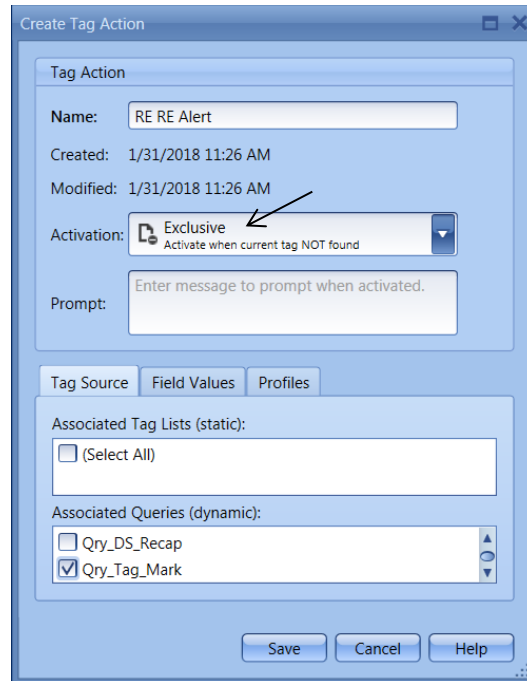 Create Tag Action
Tag Action
Name: RE RE Alert
Created: 1/31/2018 11:26 AM
Modified: 1/31/2018 11:26 AM
Activation: Exclusive
Activate when current tag NOT found
Prompt: Enter message to prompt when activated.
Tag Source Field Values Profiles
Associated Tag Lists (static):
(Select All)
Associated Queries (dynamic):
Qry_DS_Recap
Qry_Tag_Mark
Save Cancel Help